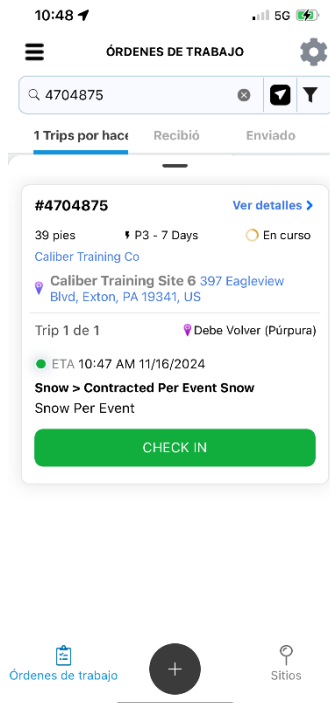 10:48 5G
ÓRDENES DE TRABAJO
4704875
1 Trips por hace Recibió Enviado
#4704875 Ver detalles >
39 pies P3 - 7 Days En curso
Caliber Training Co
Caliber Training Site 6 397 Eagleview
Blvd, Exton, PA 19341, US
Trip 1 de 1 Debe Volver (Púrpura)
ETA 10:47 AM 11/16/2024
Snow > Contracted Per Event Snow
Snow Per Event
CHECK IN
Órdenes de trabajo + Sitios